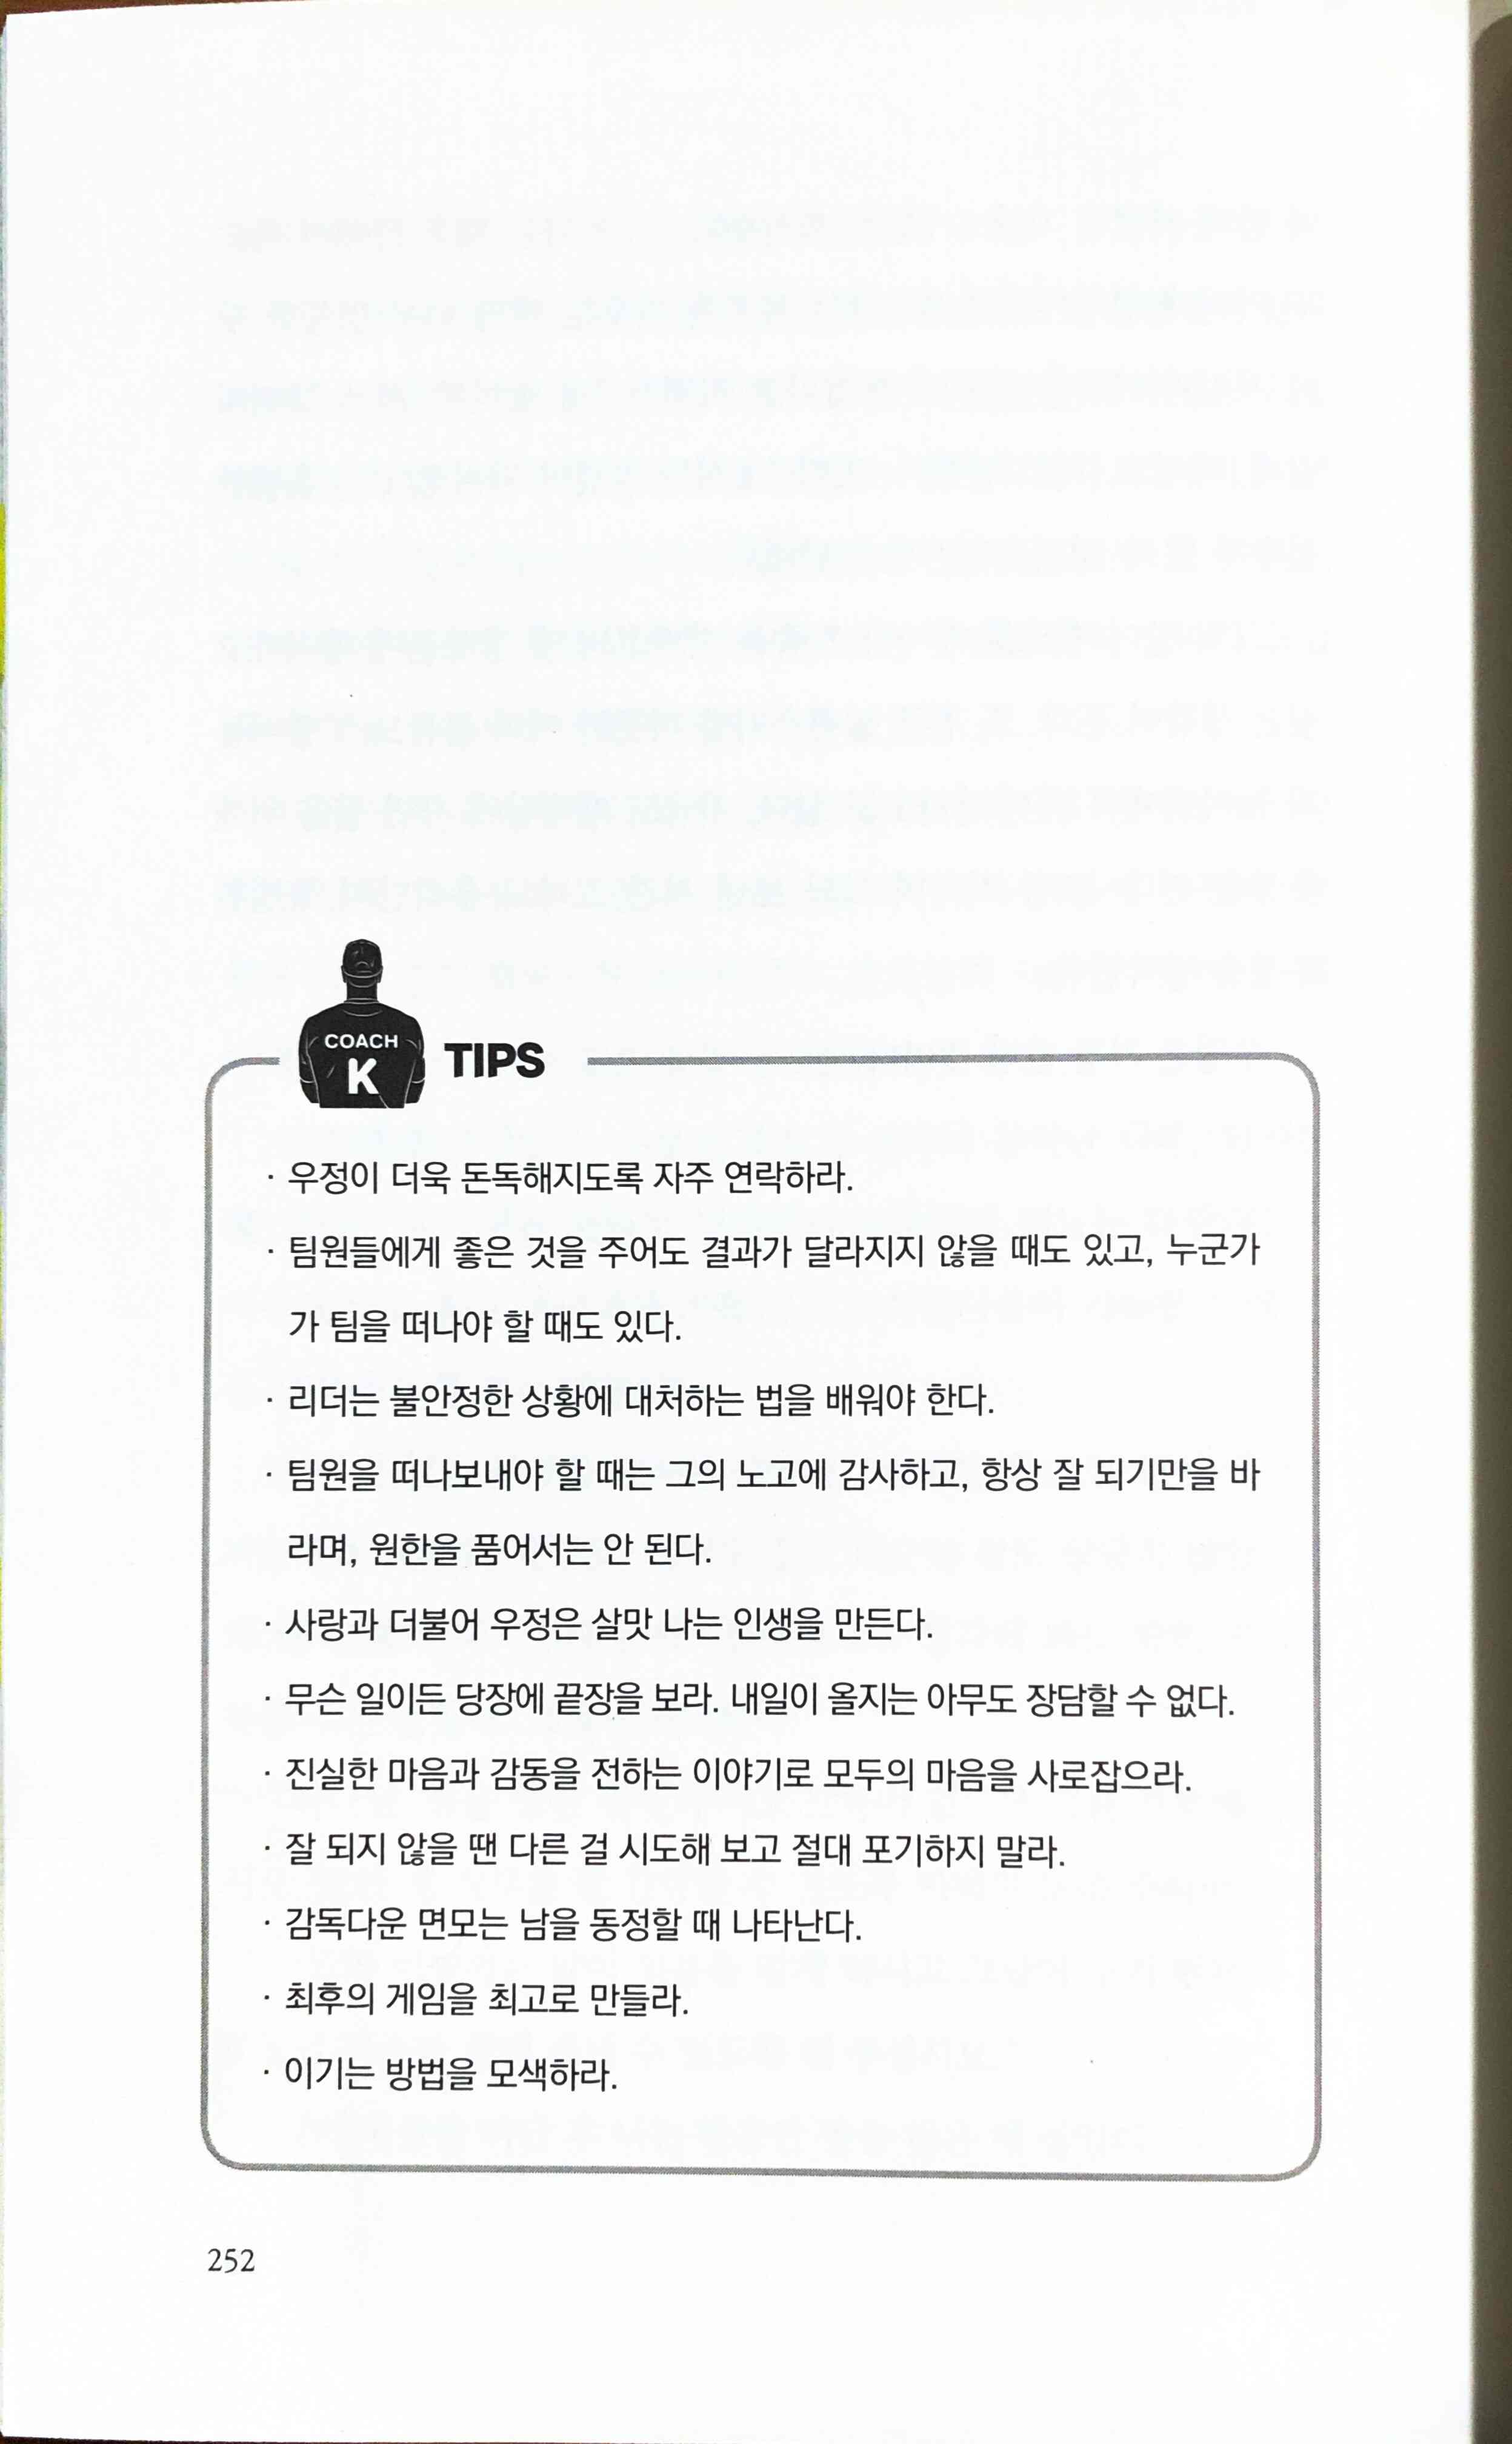 COACH
K
TIPS
· 우정이 더욱 돈독해지도록 자주 연락하라.
· 팀원들에게 좋은 것을 주어도 결과가 달라지지 않을 때도 있고, 누군가
가 팀을 떠나야 할 때도 있다.
· 리더는 불안정한 상황에 대처하는 법을 배워야 한다.
· 팀원을 떠나보내야 할 때는 그의 노고에 감사하고, 항상 잘 되기만을 바
라며, 원한을 품어서는 안 된다.
· 사랑과 더불어 우정은 살맛 나는 인생을 만든다.
· 무슨 일이든 당장에 끝장을 보라. 내일이 올지는 아무도 장담할 수 없다.
· 진실한 마음과 감동을 전하는 이야기로 모두의 마음을 사로잡으라.
· 잘 되지 않을 땐 다른 걸 시도해 보고 절대 포기하지 말라.
· 감독다운 면모는 남을 동정할 때 나타난다.
· 최후의 게임을 최고로 만들라.
· 이기는 방법을 모색하라.
252